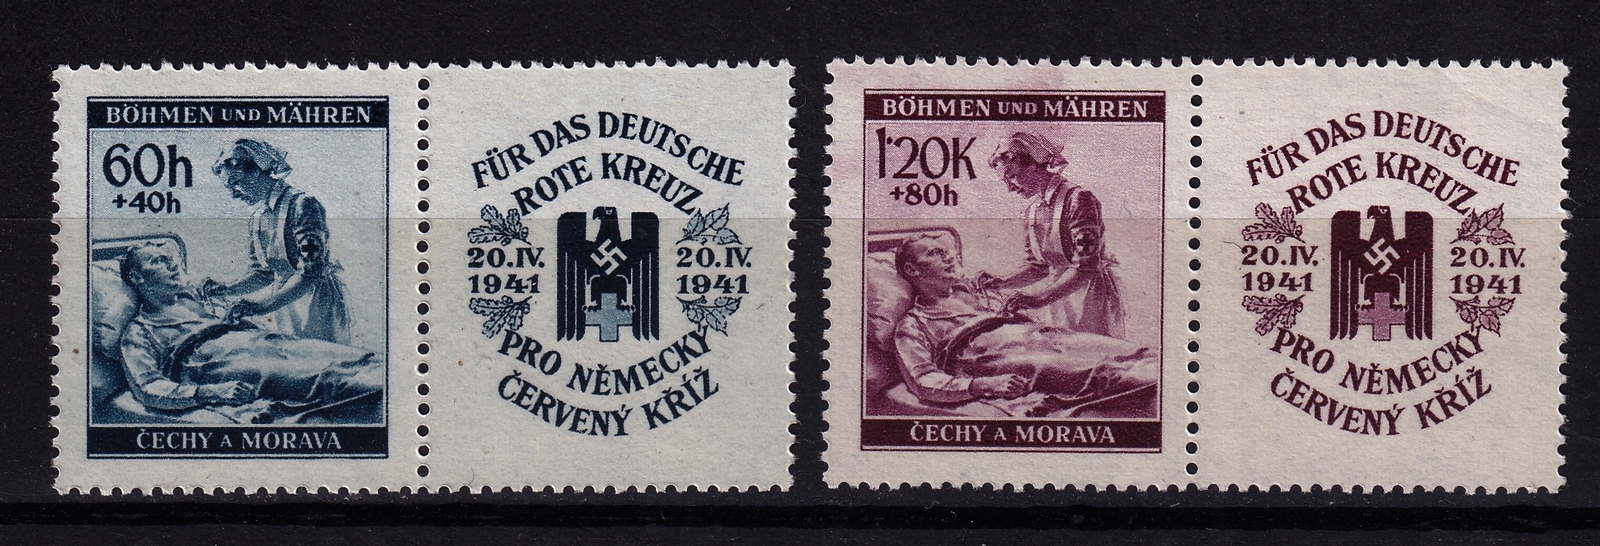 BÖHMEN UND MÄHREN
60h
+40h
ČECHY A MORAVA
FÜR DAS DEUTSCHE
ROTE KREUZ
20.IV.
1941
20.IV.
1941
PRO NĚMECKÝ
ČERVENÝ KŘÍŽ
BÖHMEN UND MÄHREN
1·20K
+80h
ČECHY A MORAVA
FÜR DAS DEUTSCHE
ROTE KREUZ
20.IV.
1941
20.IV.
1941
PRO NĚMECKÝ
ČERVENÝ KŘÍŽ